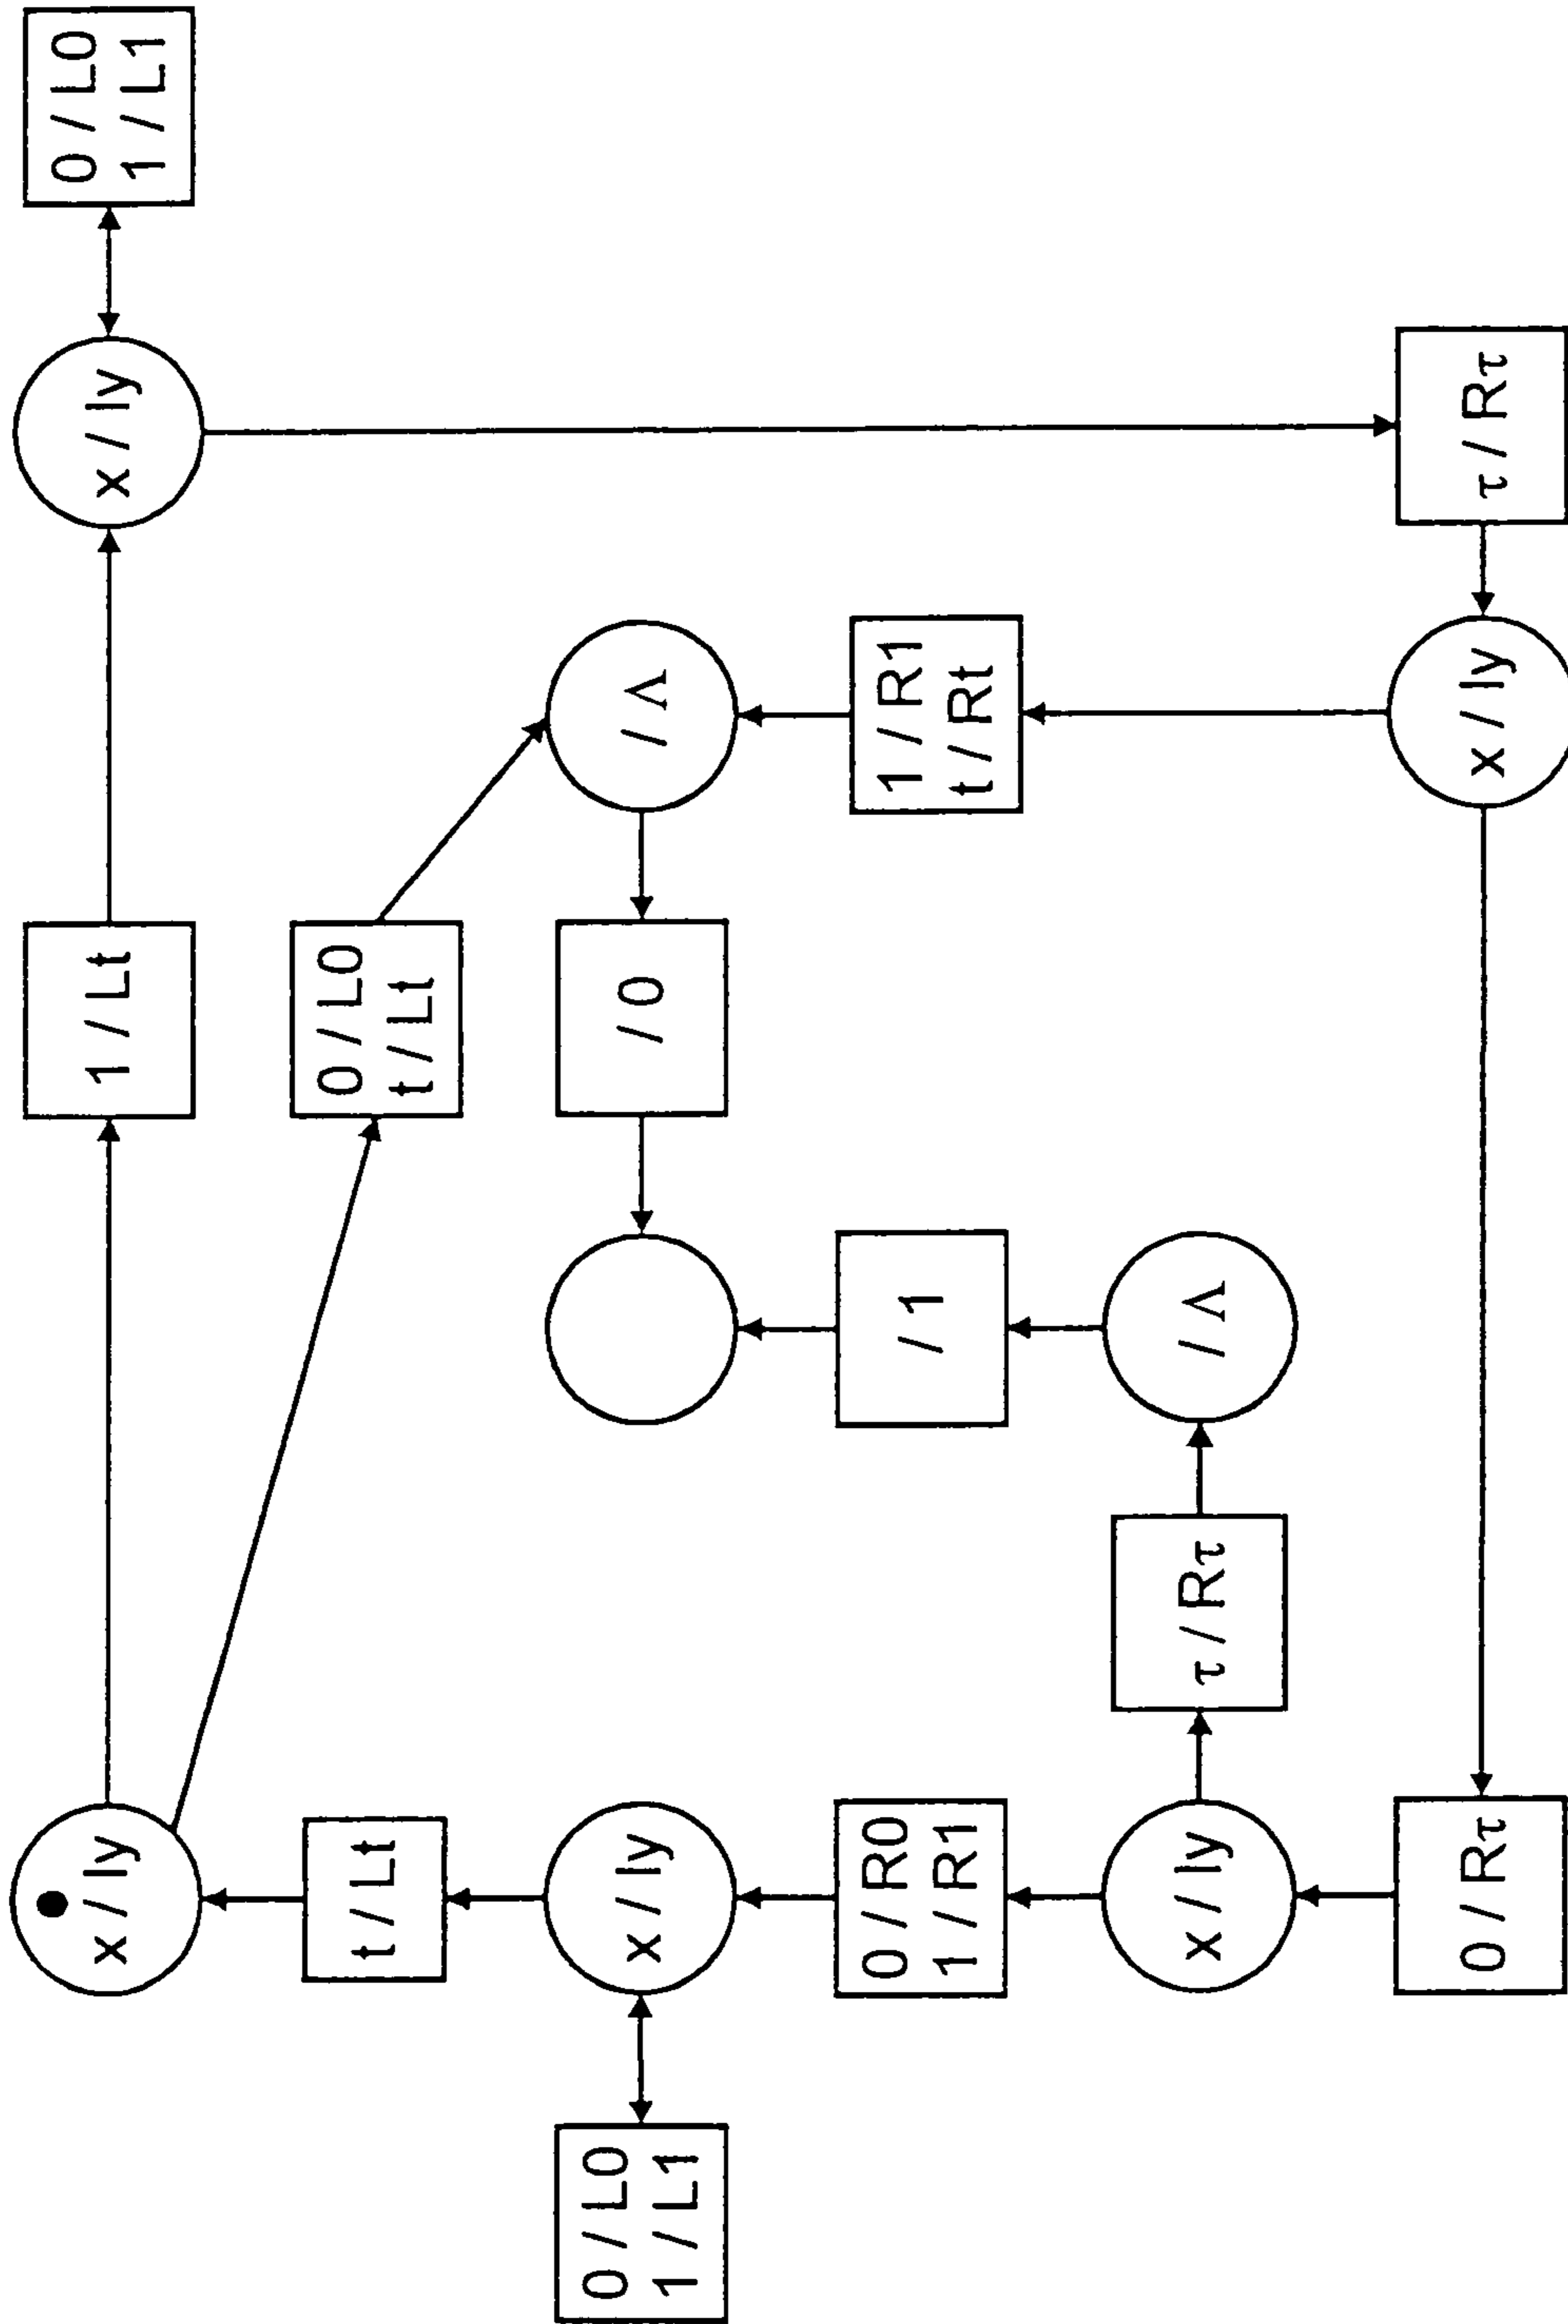 x / ly
1 / Lt
x / ly
0 / L0
1 / L1
t / Lt
0 / L0
t / Lt
0 / L0
1 / L1
x / ly
/ 0
/ Λ
0 / R0
1 / R1
/ 1
1 / R1
t / Rt
x / ly
τ / Rτ
/ Λ
0 / Rτ
x / ly
τ / Rτ